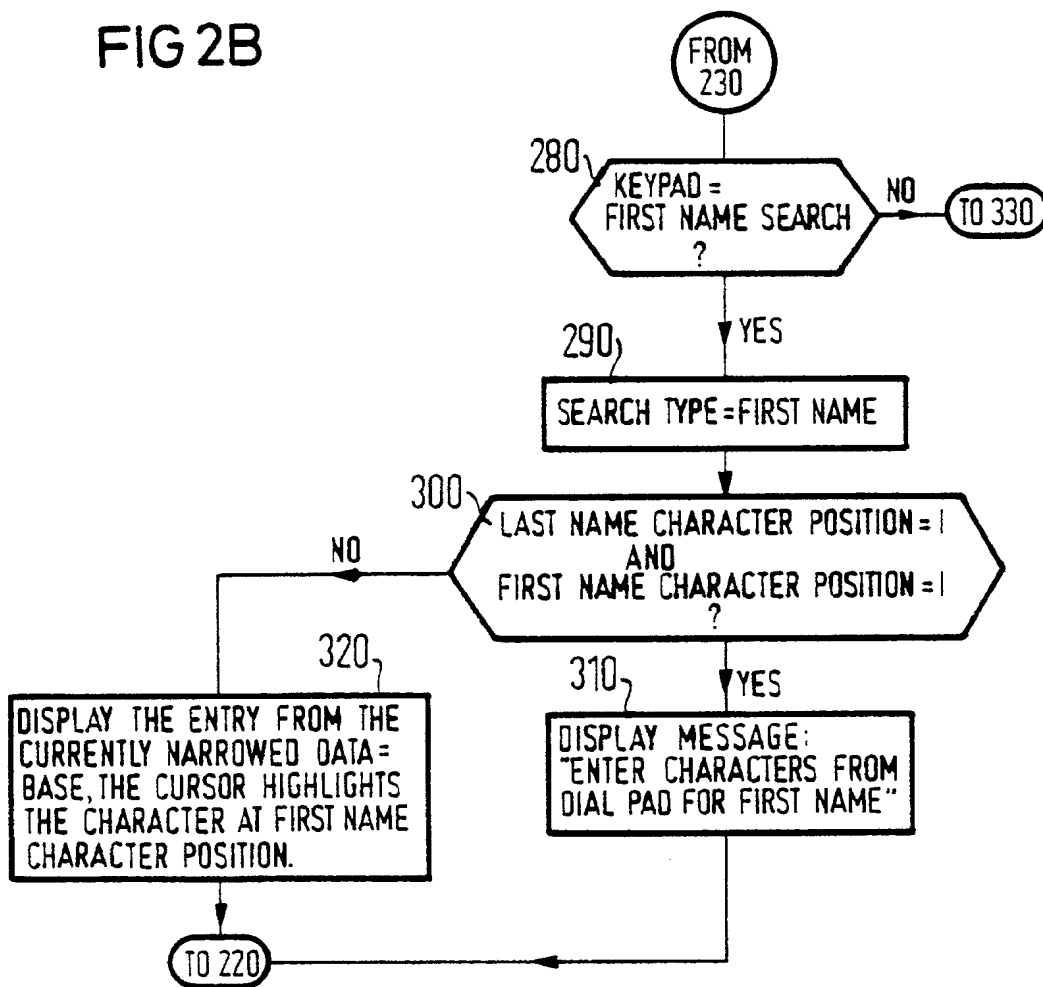 FIG 2B
FROM
230
280
KEYPAD =
FIRST NAME SEARCH
?
NO
TO 330
YES
290
SEARCH TYPE = FIRST NAME
300
LAST NAME CHARACTER POSITION = 1
AND
FIRST NAME CHARACTER POSITION = 1
?
NO
YES
320
DISPLAY THE ENTRY FROM THE
CURRENTLY NARROWED DATA=
BASE, THE CURSOR HIGHLIGHTS
THE CHARACTER AT FIRST NAME
CHARACTER POSITION.
310
DISPLAY MESSAGE:
"ENTER CHARACTERS FROM
DIAL PAD FOR FIRST NAME"
TO 220